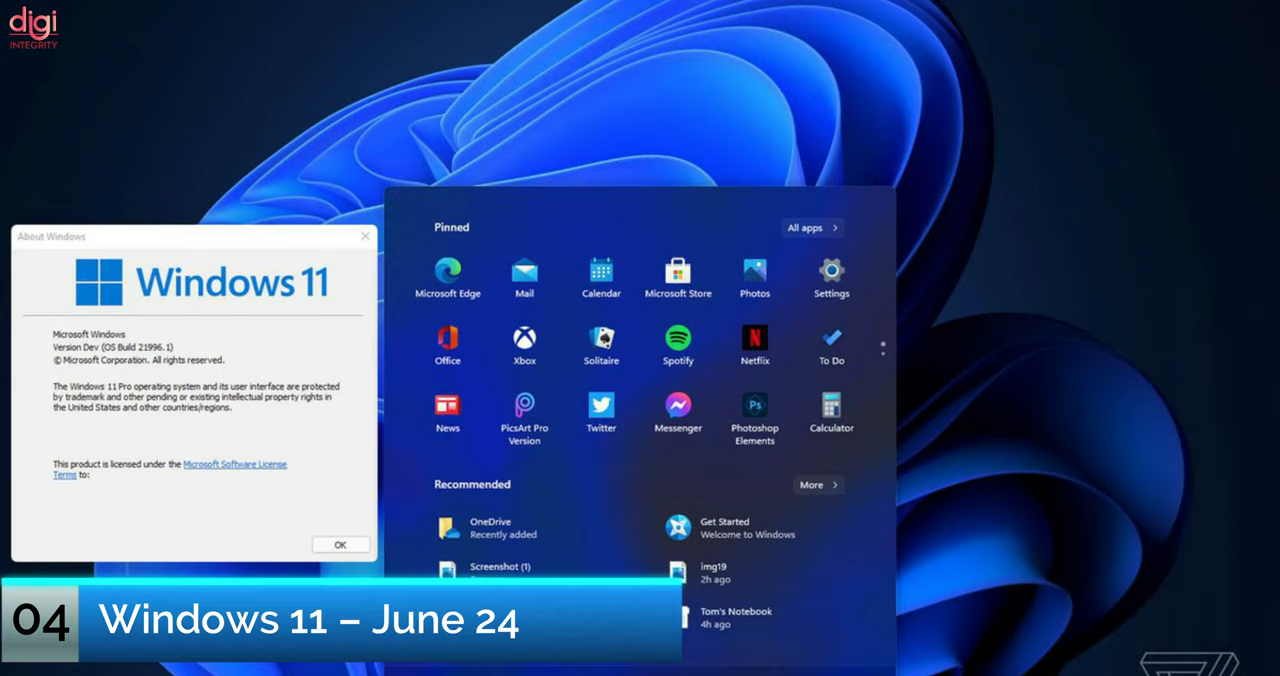 digi
INTEGRITY
About Windows
Windows 11
Microsoft Windows
Version Dev (OS Build 21996.1)
© Microsoft Corporation. All rights reserved.
The Windows 11 Pro operating system and its user interface are protected
by trademark and other pending or existing intellectual property rights in
the United States and other countries/regions.
This product is licensed under the Microsoft Software License
Terms to:
OK
Pinned
All apps
Microsoft Edge
Mail
Calendar
Microsoft Store
Photos
Settings
Office
Xbox
Solitaire
Spotify
Netflix
To Do
News
PicsArt Pro
Version
Twitter
Messenger
Photoshop
Elements
Calculator
Recommended
More
OneDrive
Recently added
Get Started
Welcome to Windows
Screenshot (1)
img19
2h ago
Tom's Notebook
4h ago
04
Windows 11 – June 24